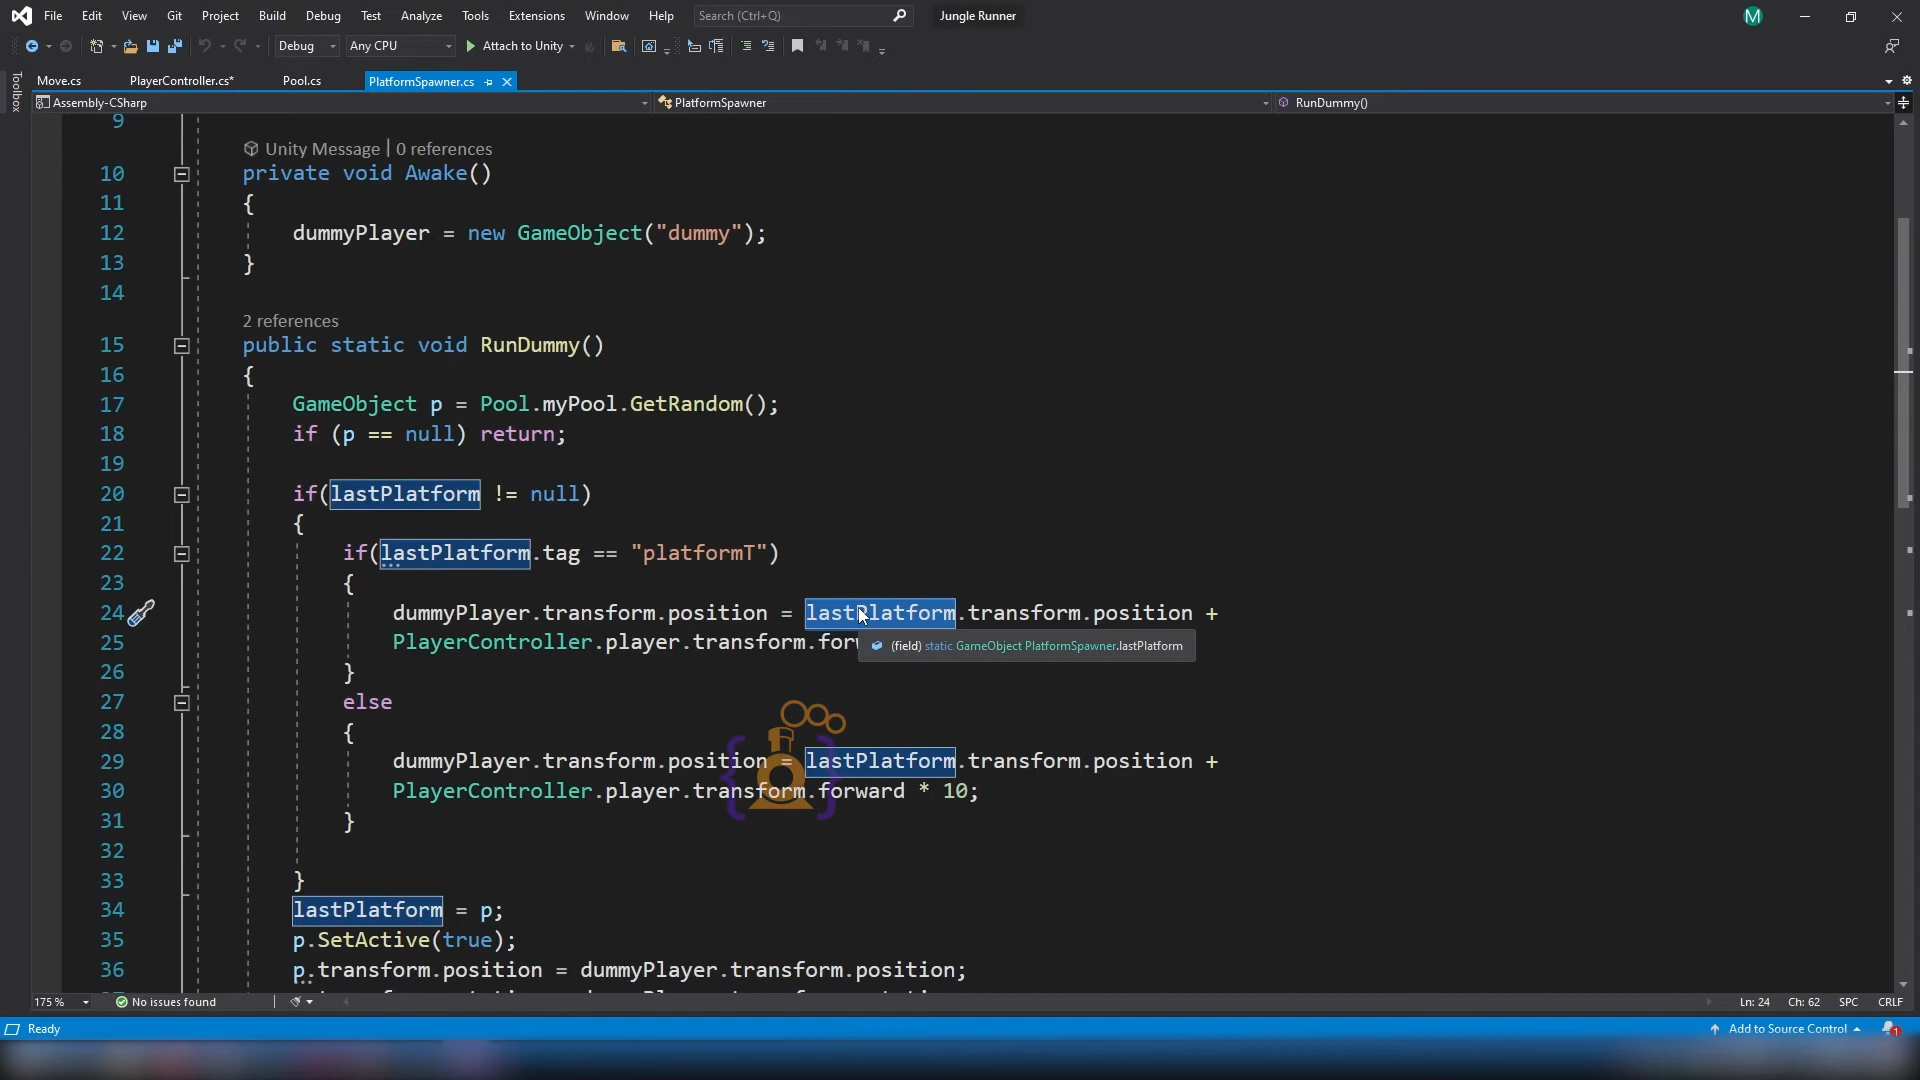 File Edit View Git Project Build Debug Test Analyze Tools Extensions Window Help Search (Ctrl+Q) Jungle Runner M
Debug Any CPU Attach to Unity
Toolbox
Move.cs PlayerController.cs* Pool.cs PlatformSpawner.cs
Assembly-CSharp PlatformSpawner RunDummy()
9
Unity Message | 0 references
10 private void Awake()
11 {
12 dummyPlayer = new GameObject("dummy");
13 }
14
2 references
15 public static void RunDummy()
16 {
17 GameObject p = Pool.myPool.GetRandom();
18 if (p == null) return;
19
20 if(lastPlatform != null)
21 {
22 if(lastPlatform.tag == "platformT")
23 {
24 dummyPlayer.transform.position = lastPlatform.transform.position +
25 PlayerController.player.transform.forw
(field) static GameObject PlatformSpawner.lastPlatform
26 }
27 else
28 {
29 dummyPlayer.transform.position = lastPlatform.transform.position +
30 PlayerController.player.transform.forward * 10;
31 }
32
33 }
34 lastPlatform = p;
35 p.SetActive(true);
36 p.transform.position = dummyPlayer.transform.position;
175 % No issues found Ln: 24 Ch: 62 SPC CRLF
Ready Add to Source Control 1